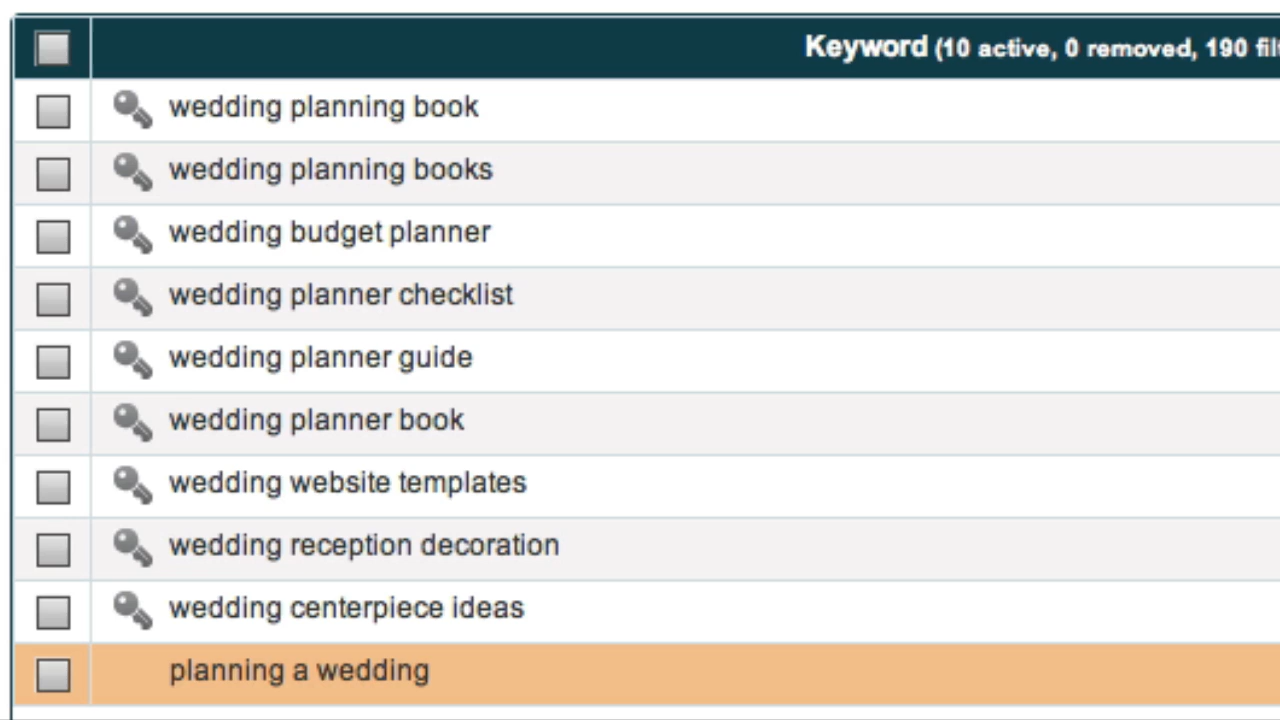 Keyword (10 active, 0 removed, 190
wedding planning book
wedding planning books
wedding budget planner
wedding planner checklist
wedding planner guide
wedding planner book
wedding website templates
wedding reception decoration
wedding centerpiece ideas
planning a wedding